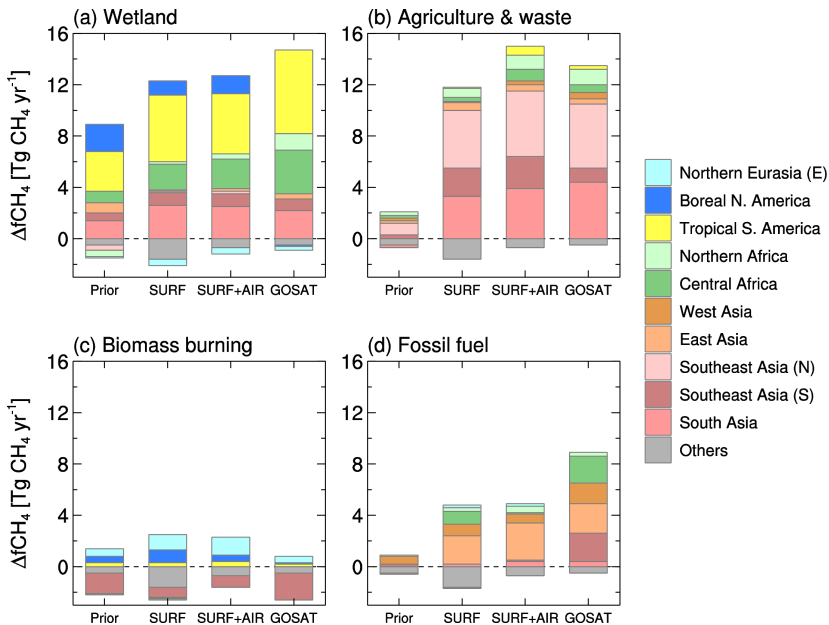 (a) Wetland
(b) Agriculture & waste
ΔfCH₄ [Tg CH₄ yr⁻¹]
16
12
8
4
0
Prior SURF SURF+AIR GOSAT
16
12
8
4
0
Prior SURF SURF+AIR GOSAT
(c) Biomass burning
(d) Fossil fuel
ΔfCH₄ [Tg CH₄ yr⁻¹]
16
12
8
4
0
Prior SURF SURF+AIR GOSAT
16
12
8
4
0
Prior SURF SURF+AIR GOSAT
Northern Eurasia (E)
Boreal N. America
Tropical S. America
Northern Africa
Central Africa
West Asia
East Asia
Southeast Asia (N)
Southeast Asia (S)
South Asia
Others